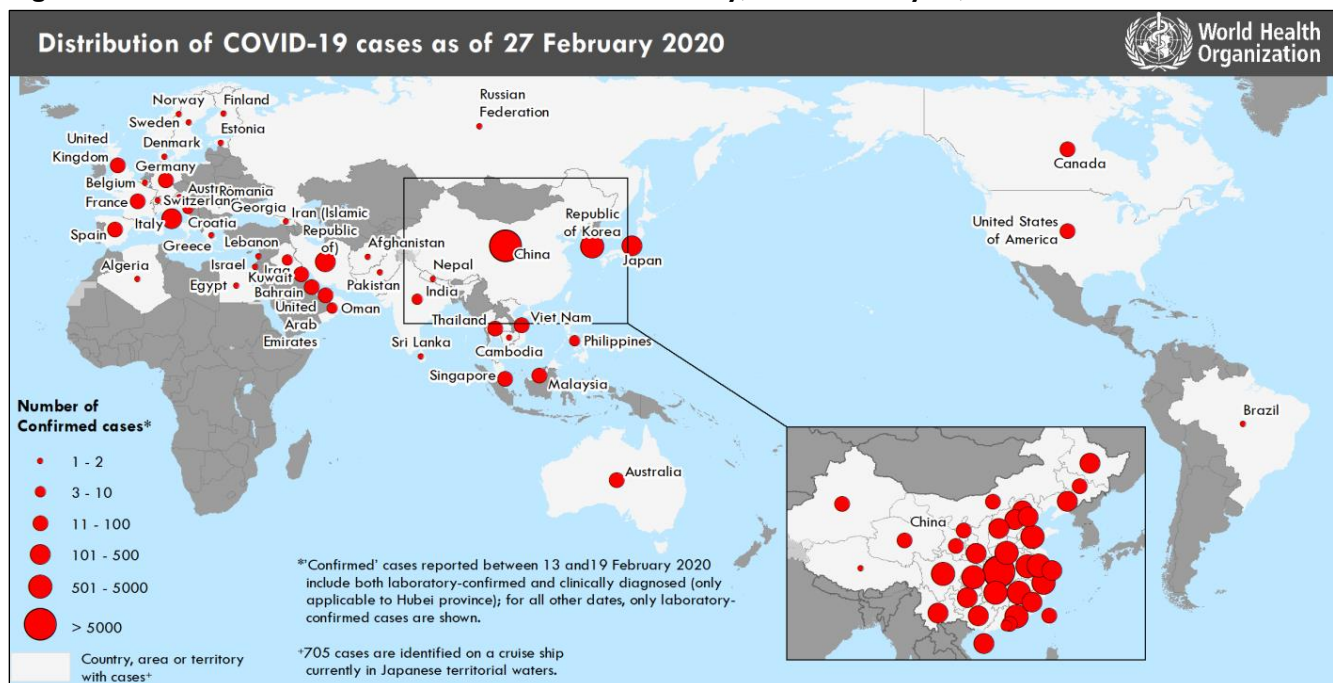 Distribution of COVID-19 cases as of 27 February 2020
World Health
Organization
Norway
Finland
Sweden
Estonia
Russian
Federation
United
Kingdom
Denmark
Germany
Belgium
Romania
France
Switzerland
Georgia
Italy
Croatia
Spain
Greece
Iran (Islamic
Republic
of)
Lebanon
Afghanistan
Algeria
Israel
Iraq
Egypt
Kuwait
Pakistan
Bahrain
Nepal
India
United
Arab
Emirates
Oman
China
Republic
of Korea
Japan
Thailand
Viet Nam
Sri Lanka
Cambodia
Philippines
Singapore
Malaysia
Australia
Canada
United States
of America
Brazil
Number of
Confirmed cases*
1 - 2
3 - 10
11 - 100
101 - 500
501 - 5000
> 5000
Country, area or territory
with cases+
*'Confirmed' cases reported between 13 and19 February 2020
include both laboratory-confirmed and clinically diagnosed (only
applicable to Hubei province); for all other dates, only laboratory-
confirmed cases are shown.
+705 cases are identified on a cruise ship
currently in Japanese territorial waters.
China